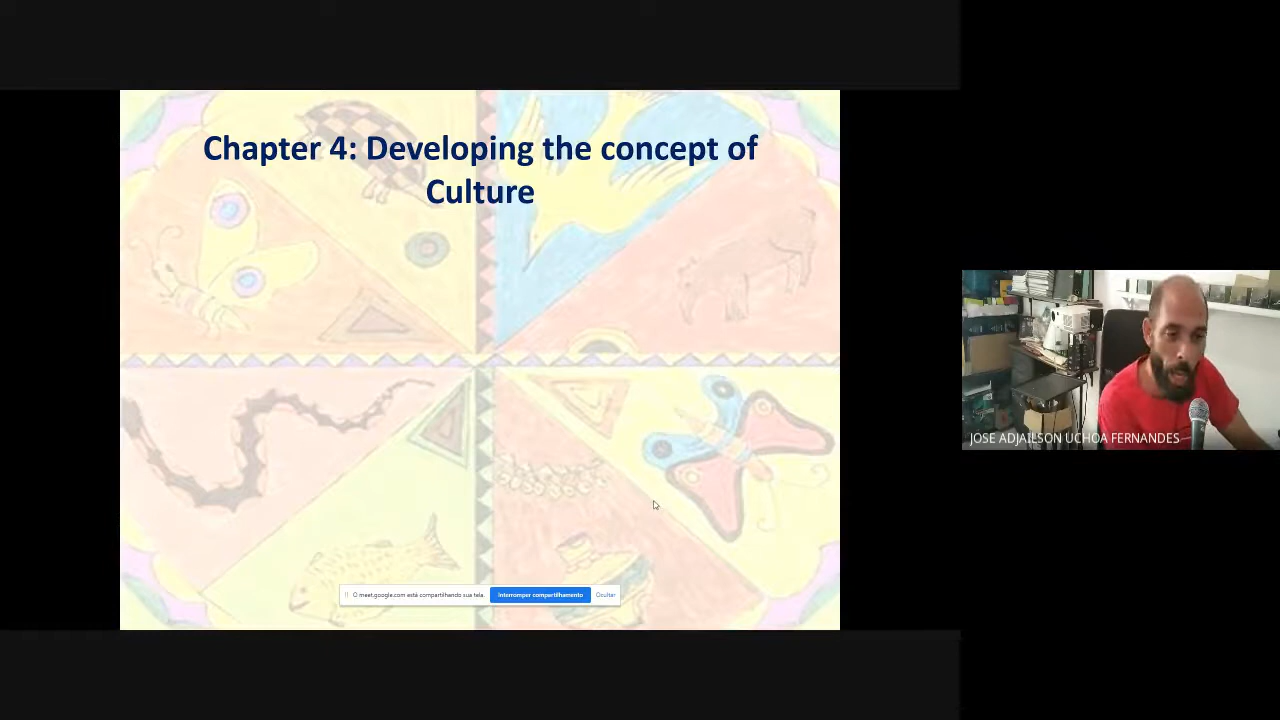 Chapter 4: Developing the concept of
Culture
O meet.google.com está compartilhando sua tela.
Interromper compartilhamento
Ocultar
JOSE ADJAILSON UCHOA FERNANDES